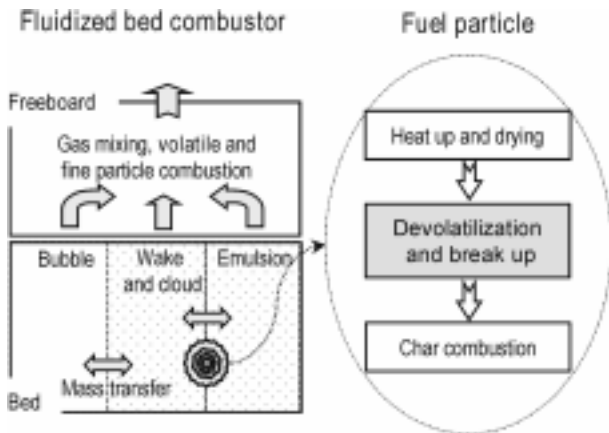 Fluidized bed combustor
Freeboard
Gas mixing, volatile and
fine particle combustion
Bubble
Wake
and cloud
Emulsion
Mass transfer
Bed
Fuel particle
Heat up and drying
Devolatilization
and break up
Char combustion